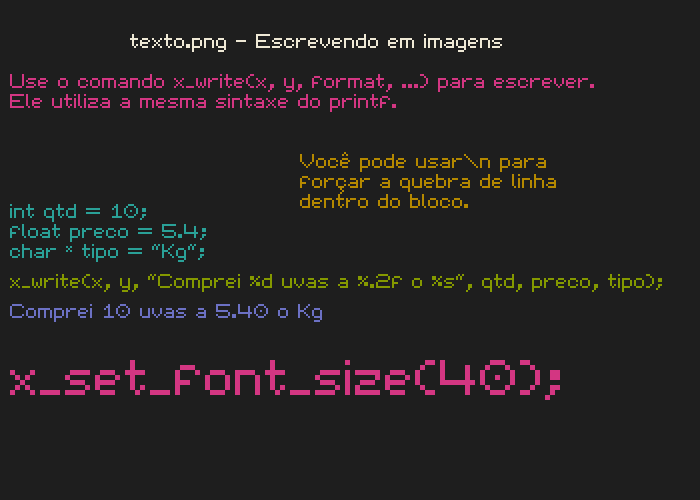 texto.png - Escrevendo em imagens
Use o comando x_write(x, y, format, ...) para escrever.
Ele utiliza a mesma sintaxe do printf.
Você pode usar\n para
forçar a quebra de linha
dentro do bloco.
int qtd = 10;
float preco = 5.4;
char * tipo = "Kg";
x_write(x, y, "Comprei %d uvas a %.2f o %s", qtd, preco, tipo);
Comprei 10 uvas a 5.40 o Kg
x_set_font_size(40);